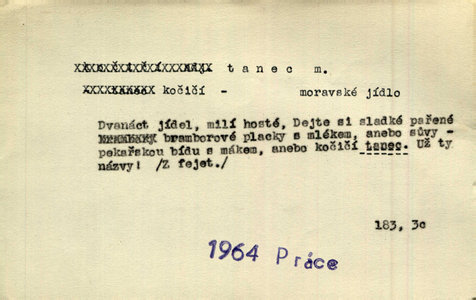 tanec m.
kočičí - moravské jídlo
Dvanáct jídel, milí hosté, Dejte si sladké pařené
bramborové placky s mlékem, anebo sůvy -
pekařskou bídu s mákem, anebo kočičí tanec. Už ty
názvy! /Z fejet./
183, 3c
1964 Práce